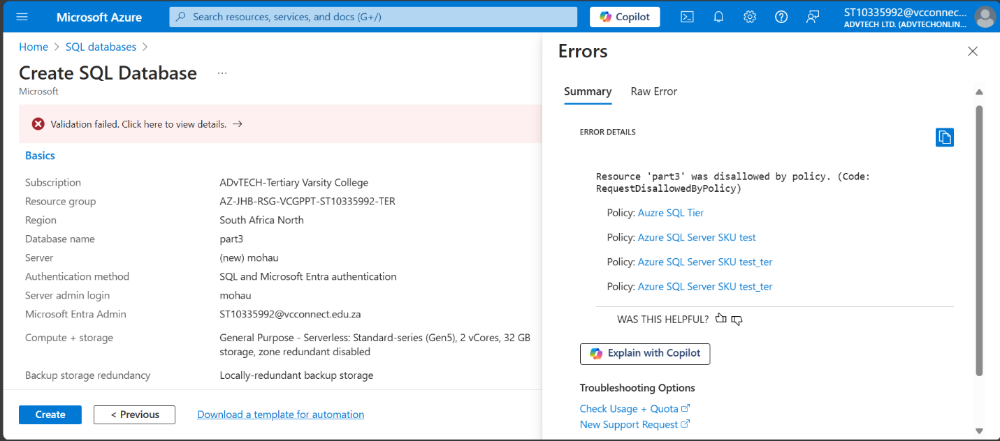 Microsoft Azure
Search resources, services, and docs (G+/)
Copilot
ST10335992@vcconnec...
ADVTECH LTD. (ADVTECHONLIN...
Home > SQL databases >
Create SQL Database ...
Microsoft
Validation failed. Click here to view details. →
Basics
Subscription ADvTECH-Tertiary Varsity College
Resource group AZ-JHB-RSG-VCGPPT-ST10335992-TER
Region South Africa North
Database name part3
Server (new) mohau
Authentication method SQL and Microsoft Entra authentication
Server admin login mohau
Microsoft Entra Admin ST10335992@vcconnect.edu.za
Compute + storage General Purpose - Serverless: Standard-series (Gen5), 2 vCores, 32 GB
storage, zone redundant disabled
Backup storage redundancy Locally-redundant backup storage
Create
< Previous
Download a template for automation
Errors
Summary Raw Error
ERROR DETAILS
Resource 'part3' was disallowed by policy. (Code:
RequestDisallowedByPolicy)
Policy: Auzre SQL Tier
Policy: Azure SQL Server SKU test
Policy: Azure SQL Server SKU test_ter
Policy: Azure SQL Server SKU test_ter
WAS THIS HELPFUL?
Explain with Copilot
Troubleshooting Options
Check Usage + Quota
New Support Request